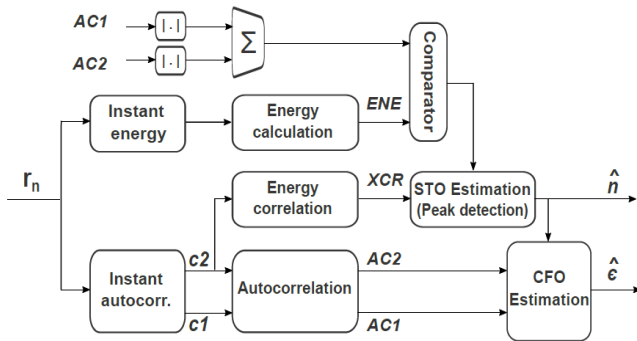 AC1
|.|
AC2
|.|
Σ
Comparator
Instant
energy
Energy
calculation
ENE
r_n
Energy
correlation
XCR
STO Estimation
(Peak detection)
n̂
Instant
autocorr.
c2
c1
Autocorrelation
AC2
AC1
CFO
Estimation
ϵ̂